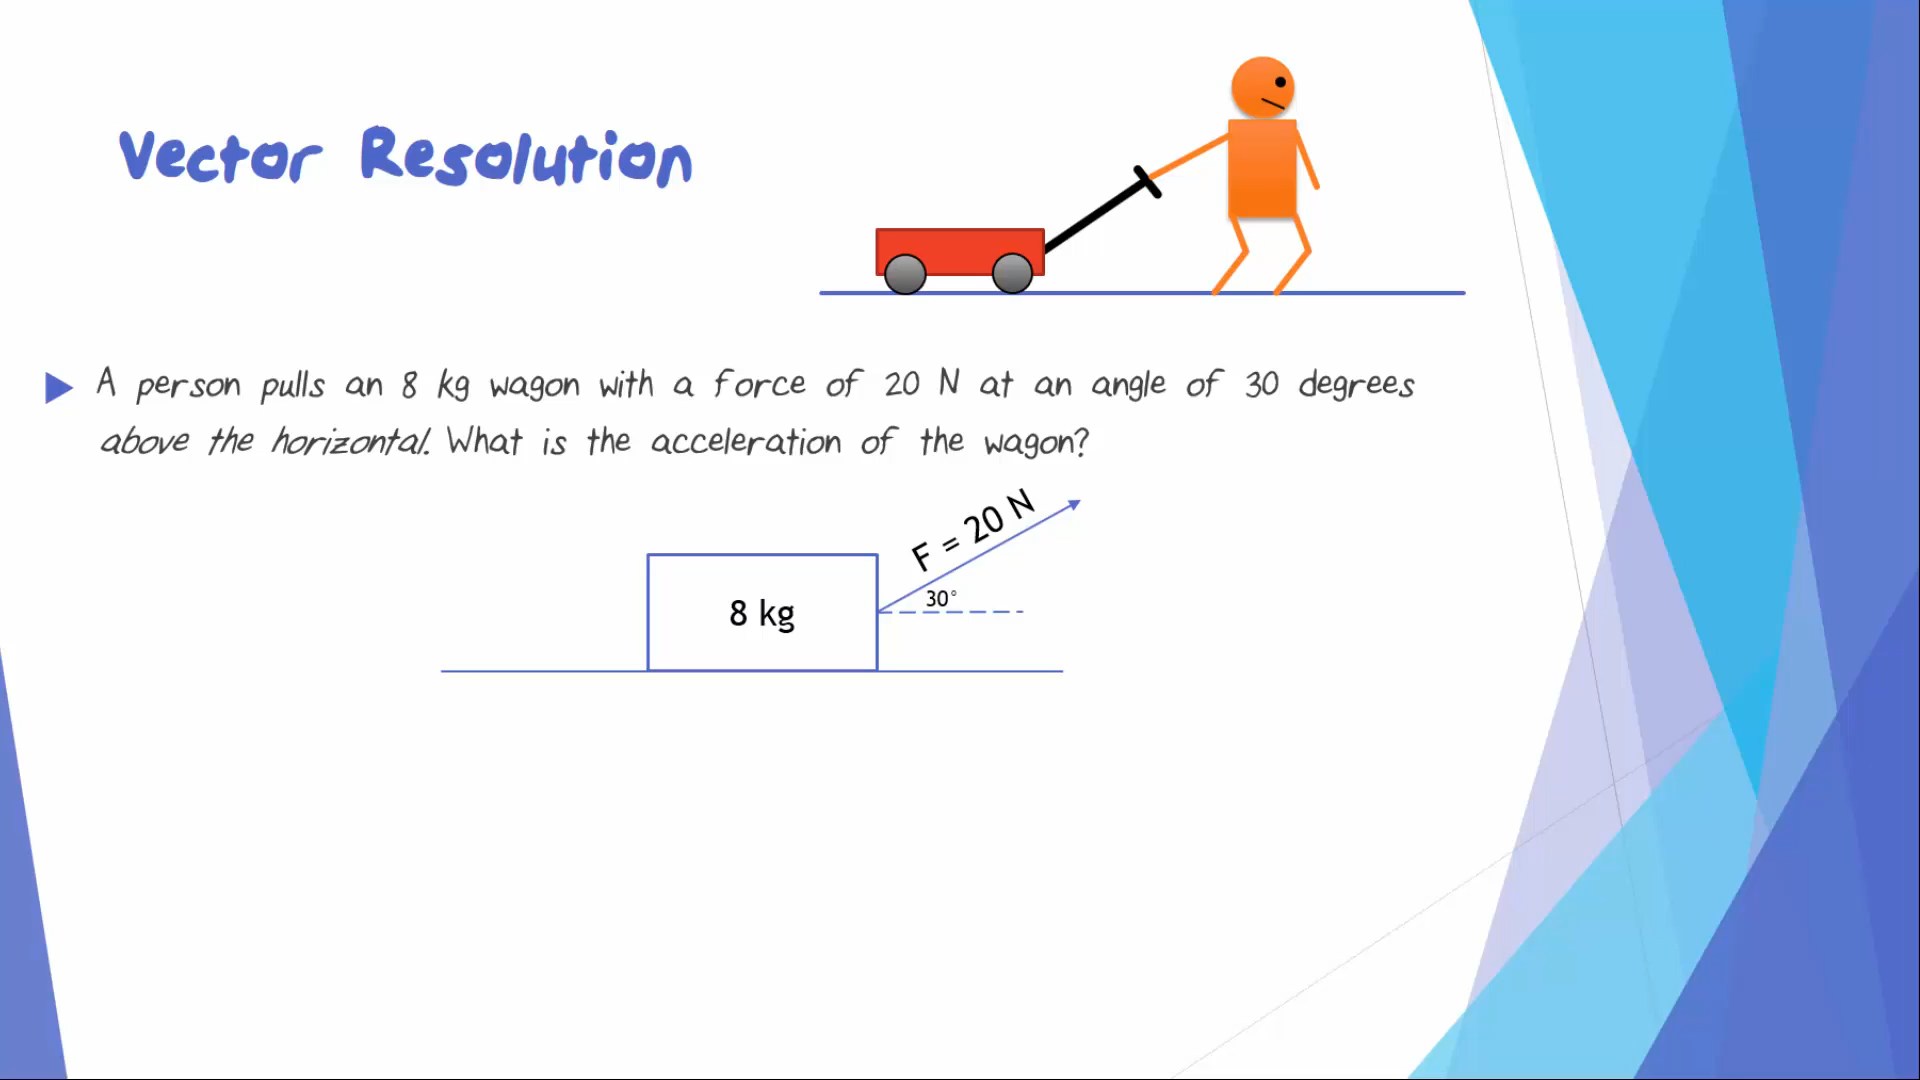 Vector Resolution
A person pulls an 8 kg wagon with a force of 20 N at an angle of 30 degrees
above the horizontal. What is the acceleration of the wagon?
F = 20 N
30°
8 kg